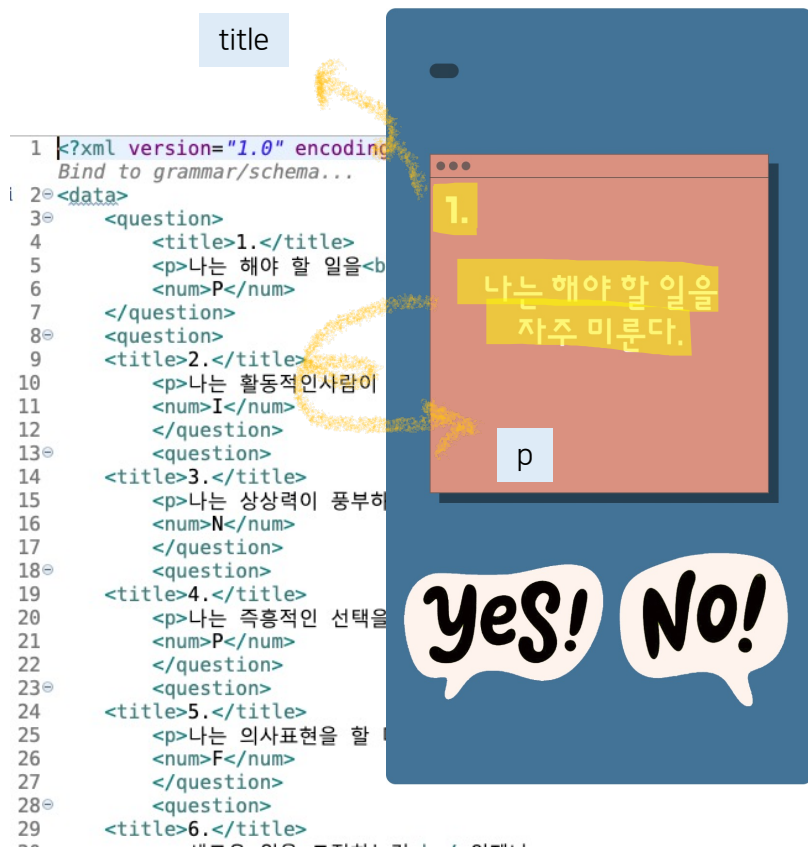 title
1 <?xml version="1.0" encoding
Bind to grammar/schema...
2 <data>
3 <question>
4 <title>1.</title>
5 <p>나는 해야 할 일을<b
6 <num>P</num>
7 </question>
8 <question>
9 <title>2.</title>
10 <p>나는 활동적인사람이
11 <num>I</num>
12 </question>
13 <question>
14 <title>3.</title>
15 <p>나는 상상력이 풍부하
16 <num>N</num>
17 </question>
18 <question>
19 <title>4.</title>
20 <p>나는 즉흥적인 선택을
21 <num>P</num>
22 </question>
23 <question>
24 <title>5.</title>
25 <p>나는 의사표현을 할
26 <num>F</num>
27 </question>
28 <question>
29 <title>6.</title>
1.
나는 해야 할 일을
자주 미룬다.
p
Yes!
No!